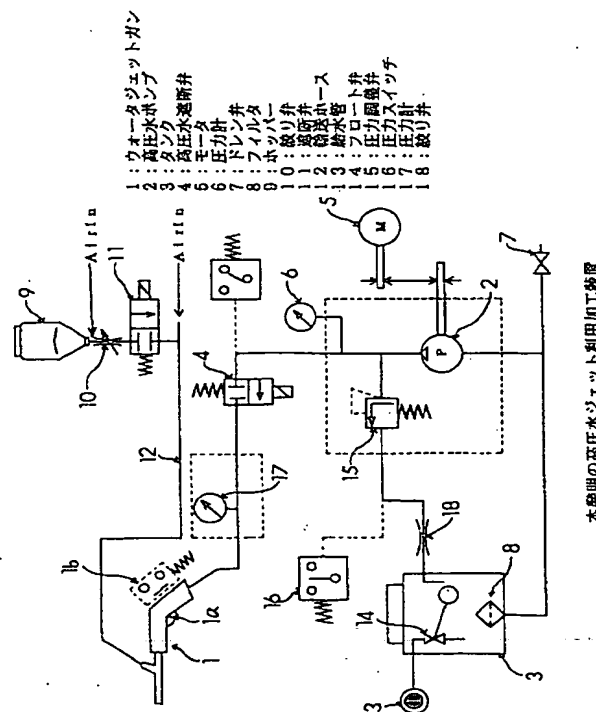 1：ウォータジェットガン
2：高圧水ポンプ
3：タンク
4：高圧水遮断弁
5：モータ
6：圧力計
7：ドレン弁
8：フィルタ
9：ホッパー
10：絞り弁
11：遮断弁
12：輸送ホース
13：給水管
14：フロート弁
15：圧力調整弁
16：圧力スイッチ
17：圧力計
18：絞り弁
9
AirIn
10
11
AirIn
12
4
6
5
M
17
1b
1a
1
16
15
P
2
7
18
14
8
3
3
本発明の高圧水ジェット利用加工装置